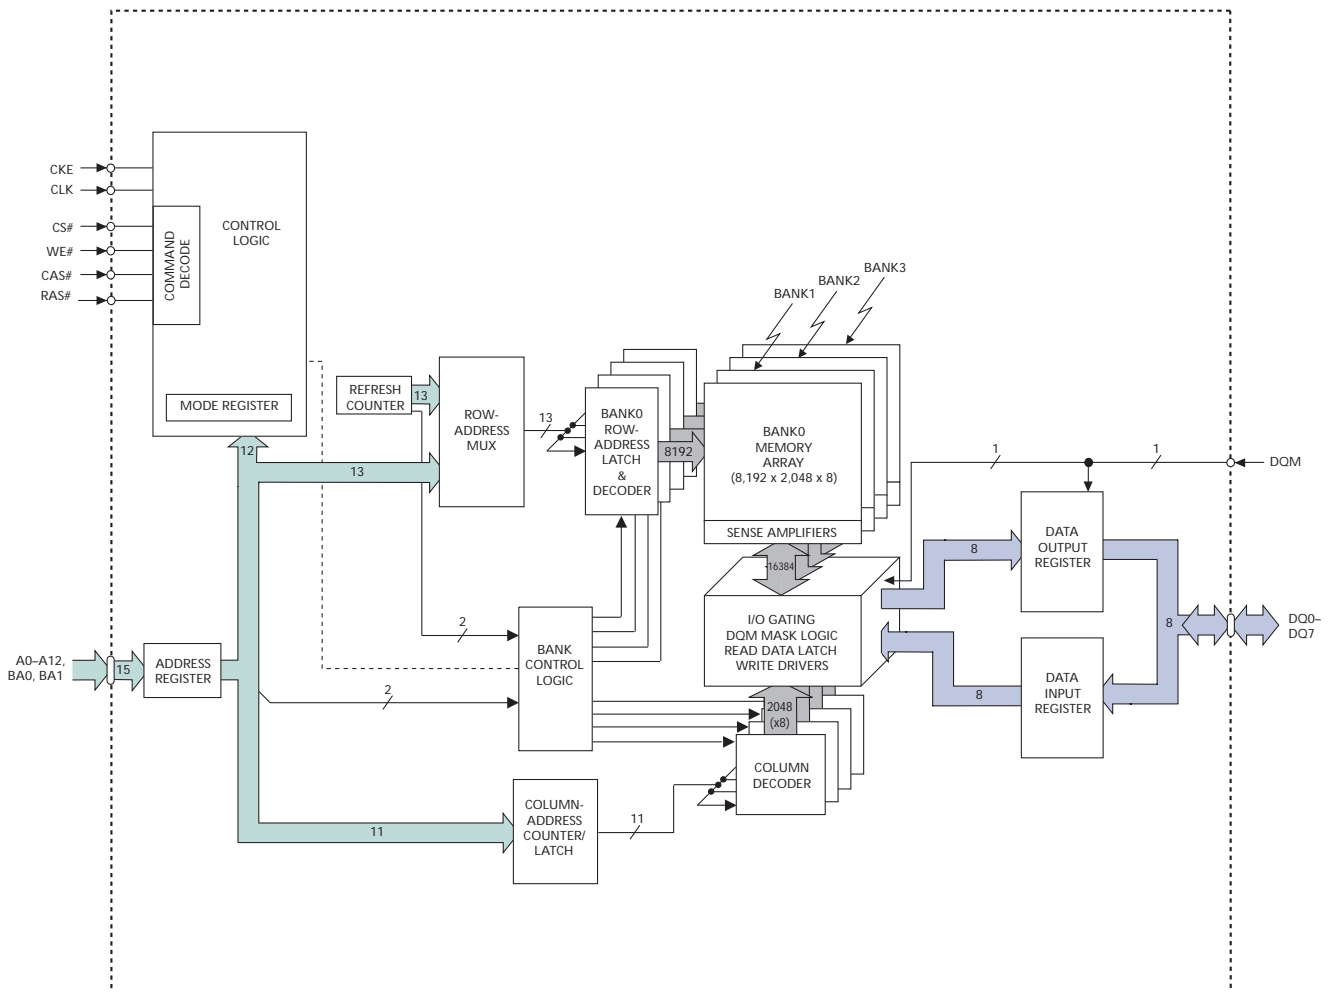 CKE
CLK
CS#
WE#
CAS#
RAS#
COMMAND
DECODE
CONTROL
LOGIC
MODE REGISTER
12
REFRESH
COUNTER
13
13
ROW-
ADDRESS
MUX
13
BANK0
ROW-
ADDRESS
LATCH
&
DECODER
8192
BANK1
BANK2
BANK3
BANK0
MEMORY
ARRAY
(8,192 x 2,048 x 8)
SENSE AMPLIFIERS
16384
I/O GATING
DQM MASK LOGIC
READ DATA LATCH
WRITE DRIVERS
2048
(x8)
COLUMN
DECODER
1
1
DQM
8
DATA
OUTPUT
REGISTER
8
DQ0–
DQ7
8
DATA
INPUT
REGISTER
A0–A12,
BA0, BA1
15
ADDRESS
REGISTER
2
2
BANK
CONTROL
LOGIC
11
COLUMN-
ADDRESS
COUNTER/
LATCH
11